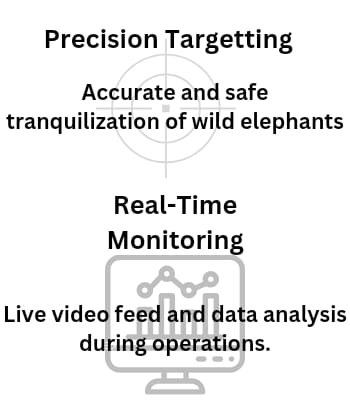 Precision Targetting
Accurate and safe
tranquilization of wild elephants
Real-Time
Monitoring
Live video feed and data analysis
during operations.